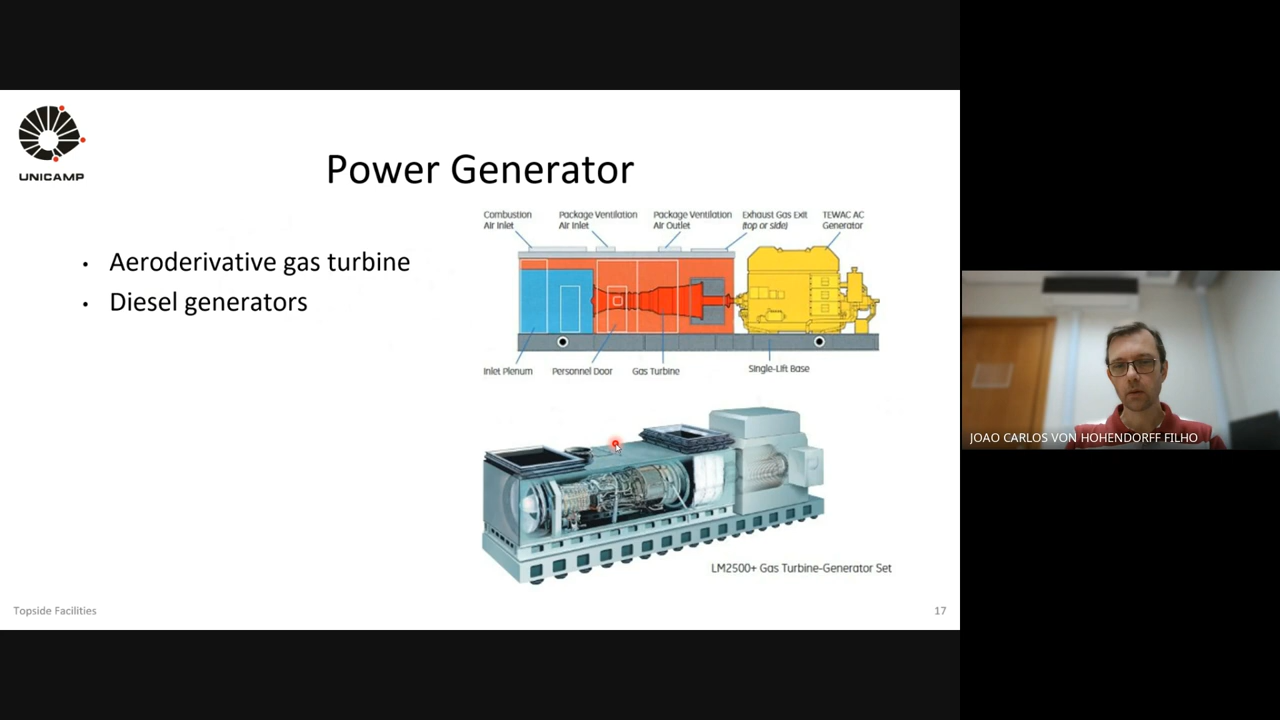 UNICAMP
Power Generator
• Aeroderivative gas turbine
• Diesel generators
Combustion
Air Inlet
Package Ventilation
Air Inlet
Package Ventilation
Air Outlet
Exhaust Gas Exit
(top or side)
TEWAC AC
Generator
Inlet Plenum
Personnel Door
Gas Turbine
Single-Lift Base
LM2500+ Gas Turbine-Generator Set
Topside Facilities
17
JOAO CARLOS VON HOHENDORFF FILHO